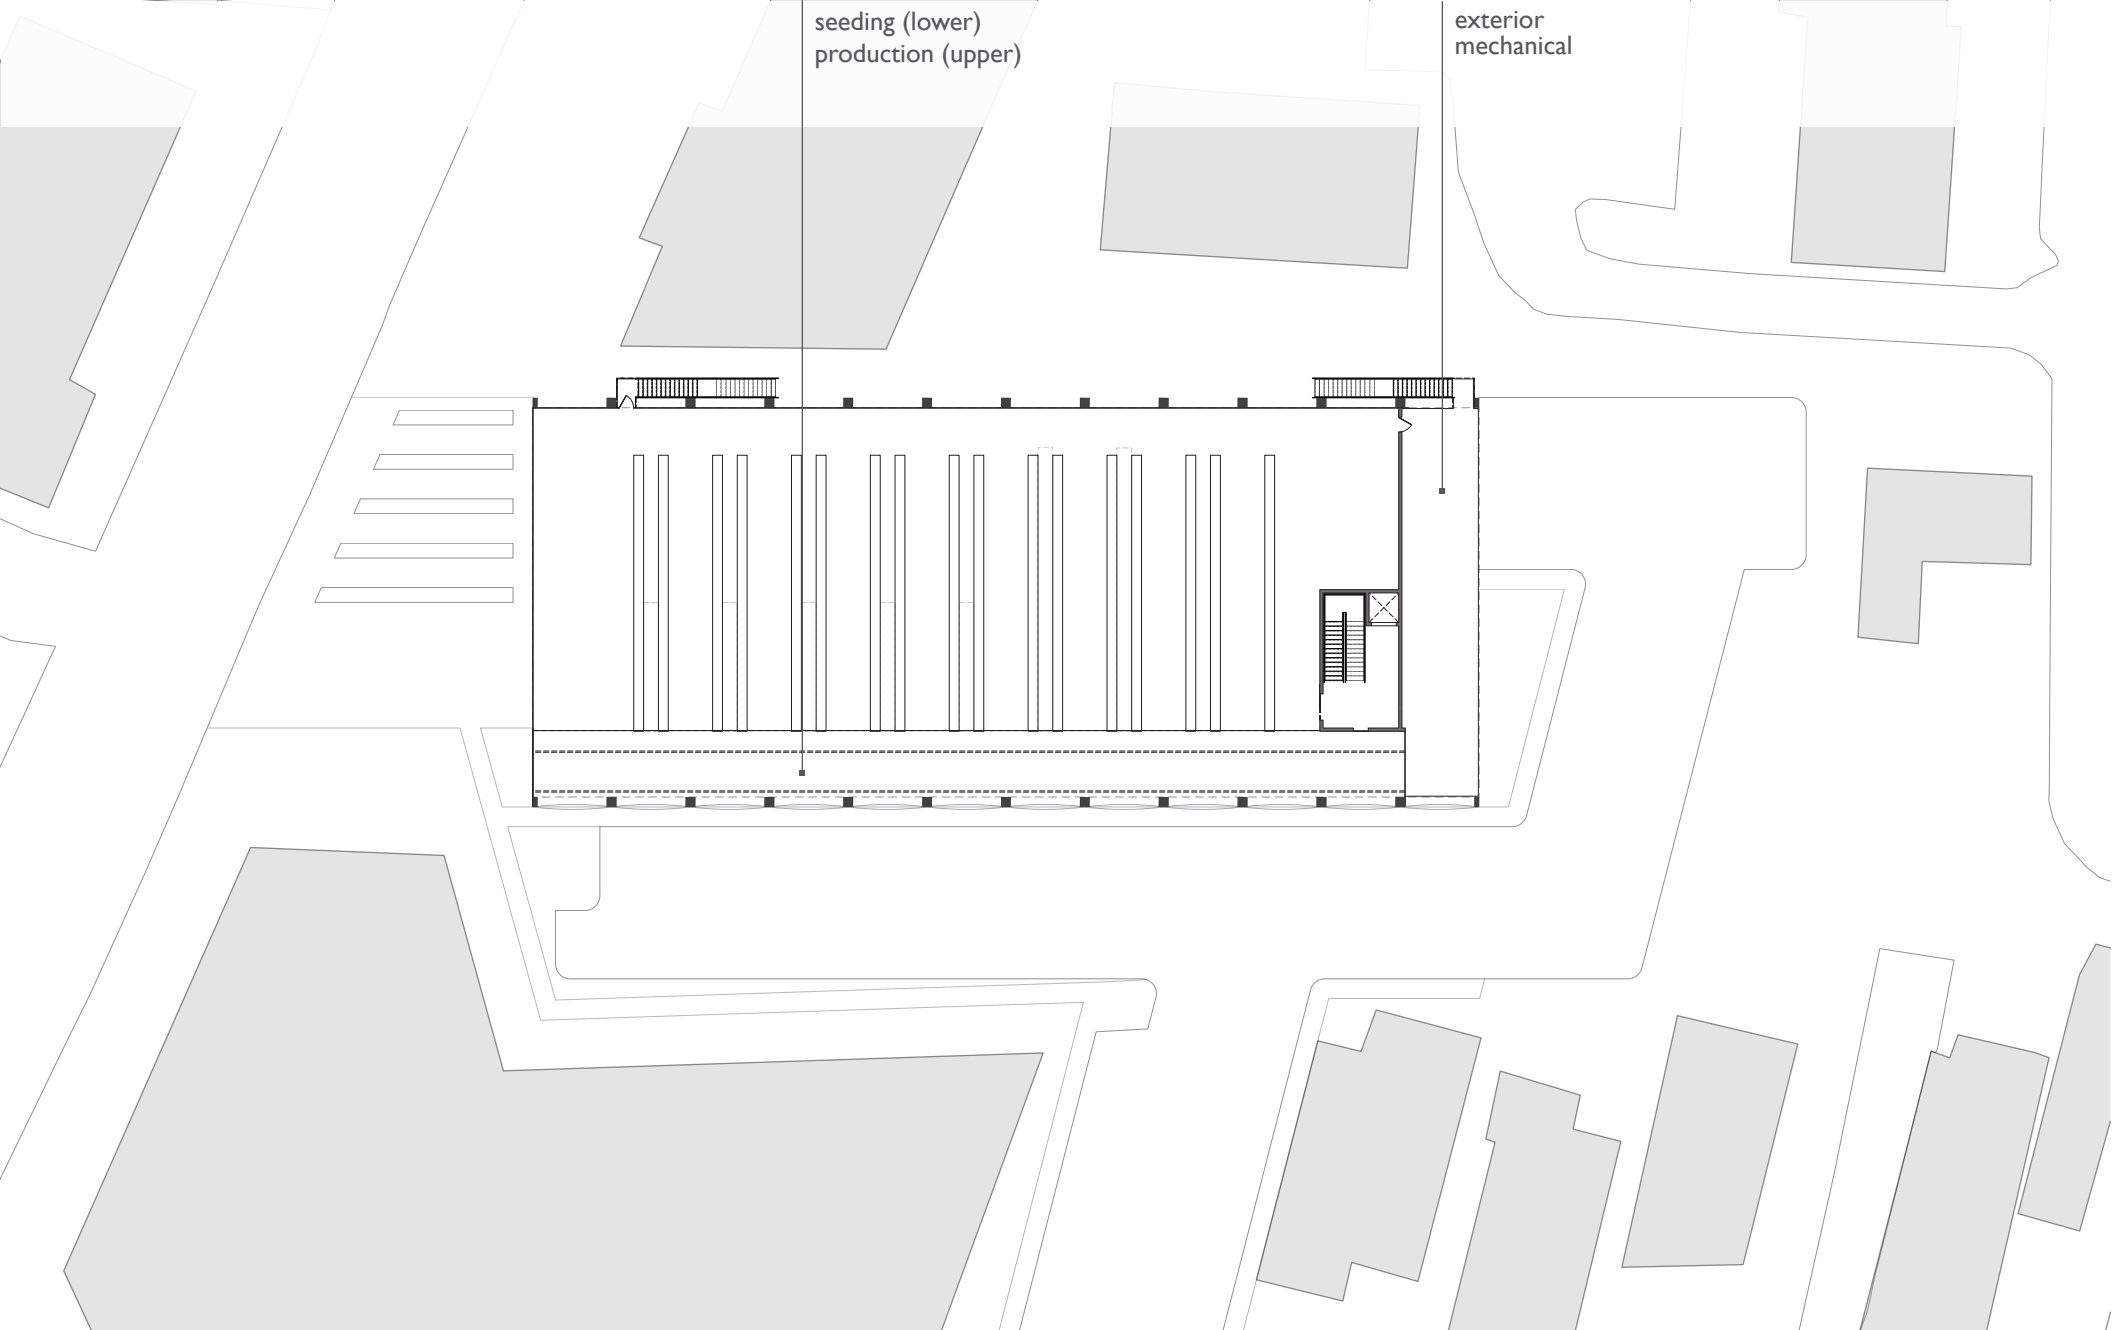 seeding (lower)
production (upper)
exterior
mechanical